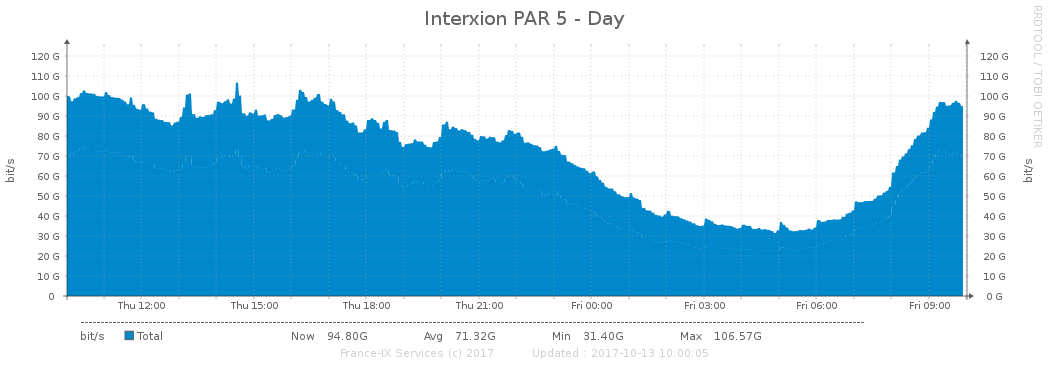 Interxion PAR 5 - Day
RRDTOOL / TOBI OETIKER
bit/s
120 G
110 G
100 G
90 G
80 G
70 G
60 G
50 G
40 G
30 G
20 G
10 G
0
120 G
110 G
100 G
90 G
80 G
70 G
60 G
50 G
40 G
30 G
20 G
10 G
0 G
bit/s
Thu 12:00 Thu 15:00 Thu 18:00 Thu 21:00 Fri 00:00 Fri 03:00 Fri 06:00 Fri 09:00
bit/s Total Now 94.80G Avg 71.32G Min 31.40G Max 106.57G
France-IX Services (c) 2017 Updated : 2017-10-13 10:00:05